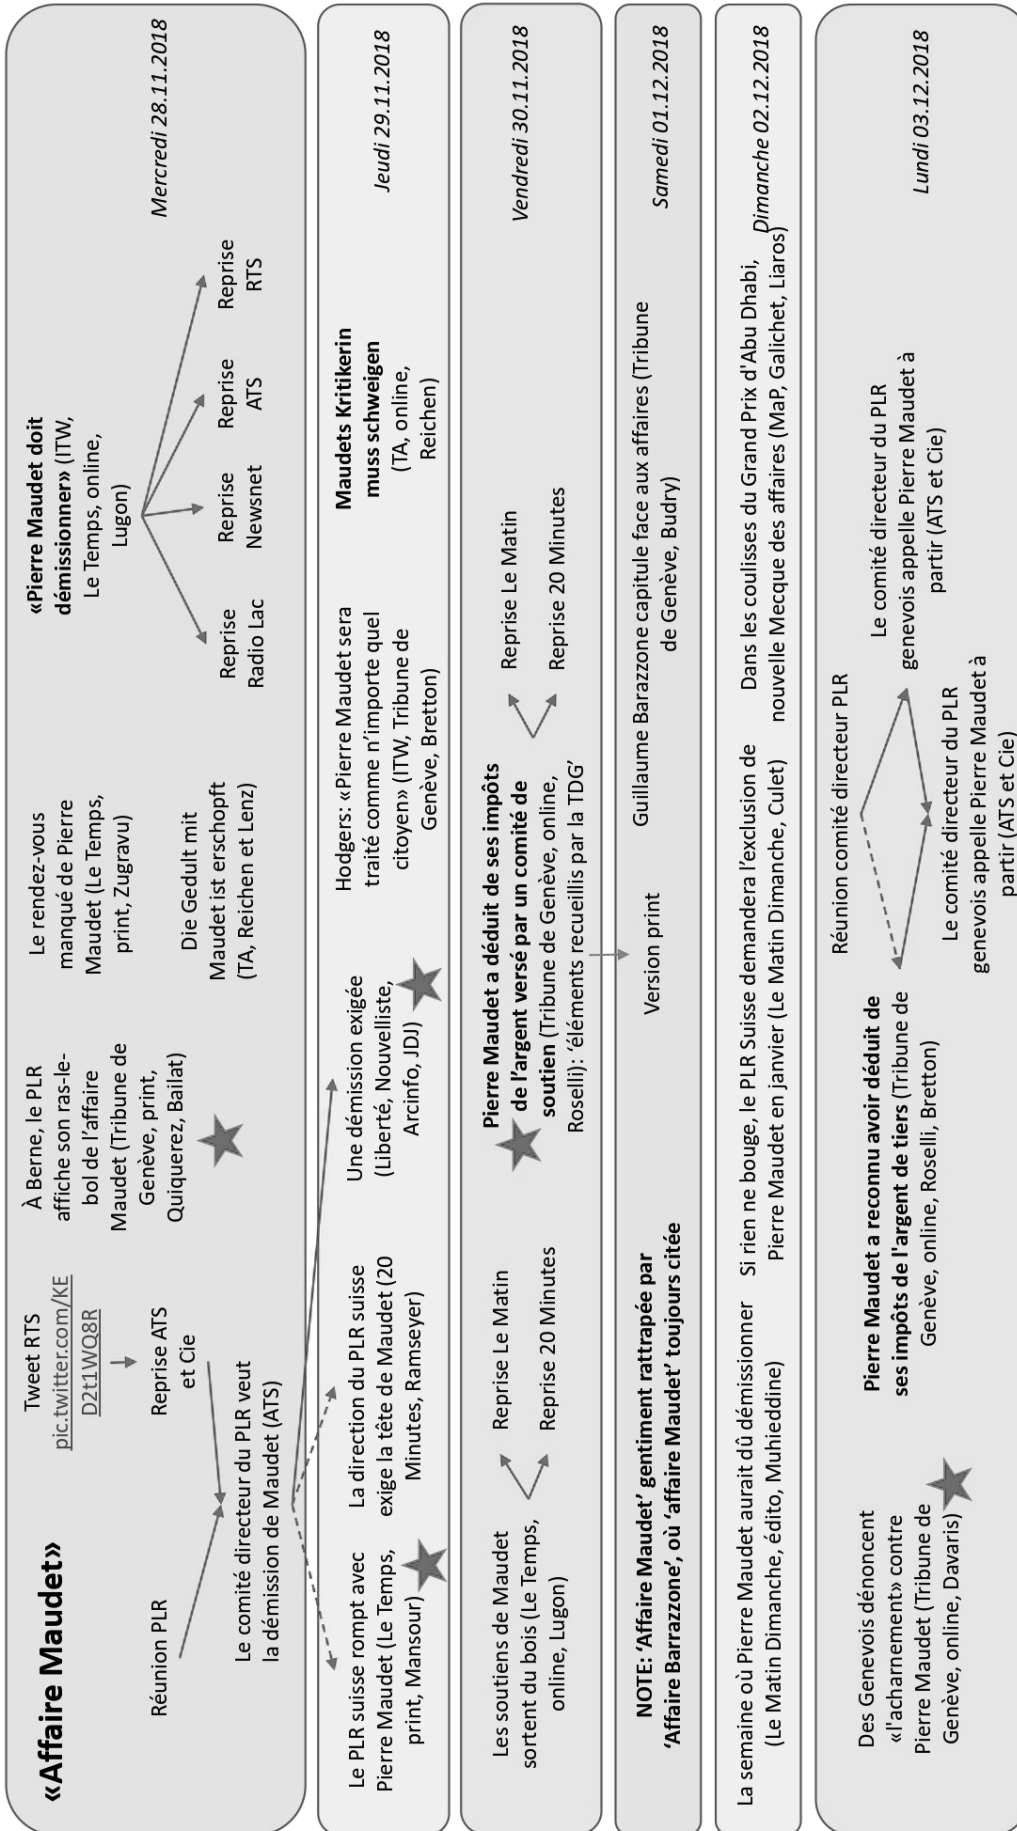 «Affaire Maudet»
Mercredi 28.11.2018
Réunion PLR
Tweet RTS
pic.twitter.com/KE
D2t1WQ8R
Reprise ATS
et Cie
Le comité directeur du PLR veut
la démission de Maudet (ATS)
À Berne, le PLR
affiche son ras-le-
bol de l'affaire
Maudet (Tribune de
Genève, print,
Quiquerez, Bailat)
Le rendez-vous
manqué de Pierre
Maudet (Le Temps,
print, Zugravu)
Die Gedult mit
Maudet ist erschopft
(TA, Reichen et Lenz)
«Pierre Maudet doit
démissionner» (ITW,
Le Temps, online,
Lugon)
Reprise
Radio Lac
Reprise
Newsnet
Reprise
ATS
Reprise
RTS
Jeudi 29.11.2018
Le PLR suisse rompt avec
Pierre Maudet (Le Temps,
print, Mansour)
La direction du PLR suisse
exige la tête de Maudet (20
Minutes, Ramseyer)
Une démission exigée
(Liberté, Nouvelliste,
Arcinfo, JDJ)
Hodgers: «Pierre Maudet sera
traité comme n'importe quel
citoyen» (ITW, Tribune de
Genève, Bretton)
Maudets Kritikerin
muss schweigen
(TA, online,
Reichen)
Vendredi 30.11.2018
Les soutiens de Maudet
sortent du bois (Le Temps,
online, Lugon)
Reprise Le Matin
Reprise 20 Minutes
Pierre Maudet a déduit de ses impôts
de l'argent versé par un comité de
soutien (Tribune de Genève, online,
Roselli): 'éléments recueillis par la TDG'
Reprise Le Matin
Reprise 20 Minutes
Samedi 01.12.2018
NOTE: 'Affaire Maudet' gentiment rattrapée par
'Affaire Barrazzone', où 'affaire Maudet' toujours citée
Version print
Guillaume Barazzone capitule face aux affaires (Tribune
de Genève, Budry)
Dimanche 02.12.2018
La semaine où Pierre Maudet aurait dû démissionner
(Le Matin Dimanche, édito, Muhieddine)
Si rien ne bouge, le PLR Suisse demandera l'exclusion de
Pierre Maudet en janvier (Le Matin Dimanche, Culet)
Dans les coulisses du Grand Prix d'Abu Dhabi,
nouvelle Mecque des affaires (MaP, Galichet, Liaros)
Lundi 03.12.2018
Des Genevois dénoncent
«l'acharnement» contre
Pierre Maudet (Tribune de
Genève, online, Davaris)
Pierre Maudet a reconnu avoir déduit de
ses impôts de l'argent de tiers (Tribune de
Genève, online, Roselli, Bretton)
Réunion comité directeur PLR
Le comité directeur du PLR
genevois appelle Pierre Maudet à
partir (ATS et Cie)
Le comité directeur du PLR
genevois appelle Pierre Maudet à
partir (ATS et Cie)